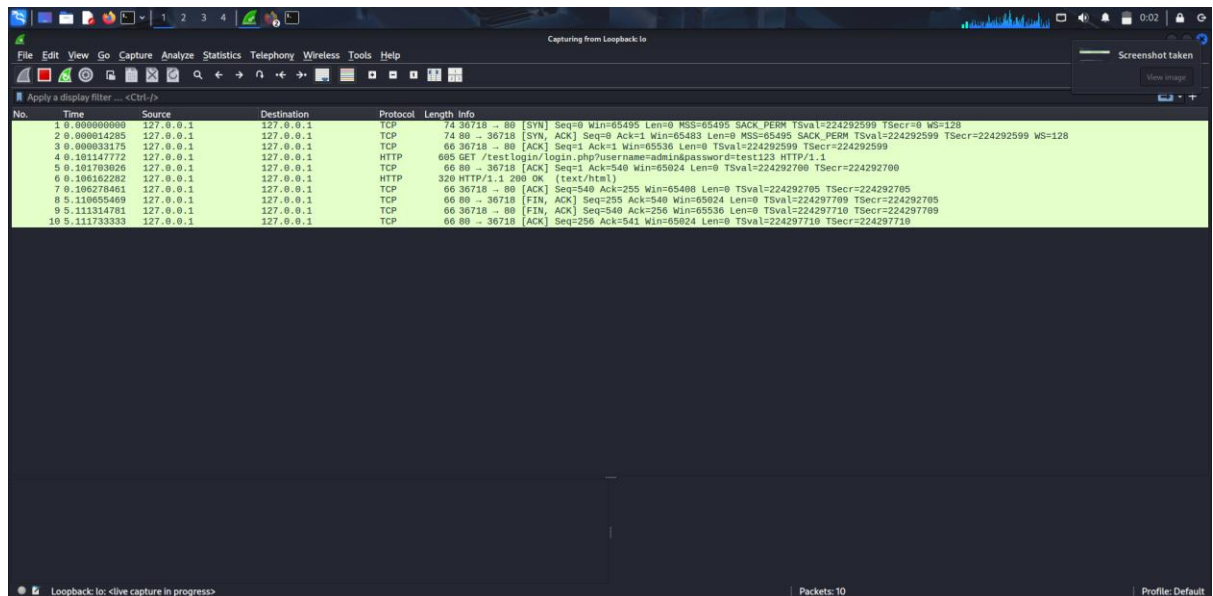 1 2 3 4 0:02
Capturing from Loopback: lo
File Edit View Go Capture Analyze Statistics Telephony Wireless Tools Help
Screenshot taken
View image
Apply a display filter ... <Ctrl-/>
No. Time Source Destination Protocol Length Info
1 0.000000000 127.0.0.1 127.0.0.1 TCP 74 36718 → 80 [SYN] Seq=0 Win=65495 Len=0 MSS=65495 SACK_PERM TSval=224292599 TSecr=0 WS=128
2 0.000014285 127.0.0.1 127.0.0.1 TCP 74 80 → 36718 [SYN, ACK] Seq=0 Ack=1 Win=65483 Len=0 MSS=65495 SACK_PERM TSval=224292599 TSecr=224292599 WS=128
3 0.000033175 127.0.0.1 127.0.0.1 TCP 66 36718 → 80 [ACK] Seq=1 Ack=1 Win=65536 Len=0 TSval=224292599 TSecr=224292599
4 0.101147772 127.0.0.1 127.0.0.1 HTTP 605 GET /testlogin/login.php?username=admin&password=test123 HTTP/1.1
5 0.101703026 127.0.0.1 127.0.0.1 TCP 66 80 → 36718 [ACK] Seq=1 Ack=540 Win=65024 Len=0 TSval=224292700 TSecr=224292700
6 0.106162282 127.0.0.1 127.0.0.1 HTTP 320 HTTP/1.1 200 OK (text/html)
7 0.106278461 127.0.0.1 127.0.0.1 TCP 66 36718 → 80 [ACK] Seq=540 Ack=255 Win=65408 Len=0 TSval=224292705 TSecr=224292705
8 5.110655469 127.0.0.1 127.0.0.1 TCP 66 80 → 36718 [FIN, ACK] Seq=255 Ack=540 Win=65024 Len=0 TSval=224297709 TSecr=224292705
9 5.111314781 127.0.0.1 127.0.0.1 TCP 66 36718 → 80 [FIN, ACK] Seq=540 Ack=256 Win=65536 Len=0 TSval=224297710 TSecr=224297709
10 5.111733333 127.0.0.1 127.0.0.1 TCP 66 80 → 36718 [ACK] Seq=256 Ack=541 Win=65024 Len=0 TSval=224297710 TSecr=224297710
Loopback: lo: <live capture in progress> Packets: 10 Profile: Default